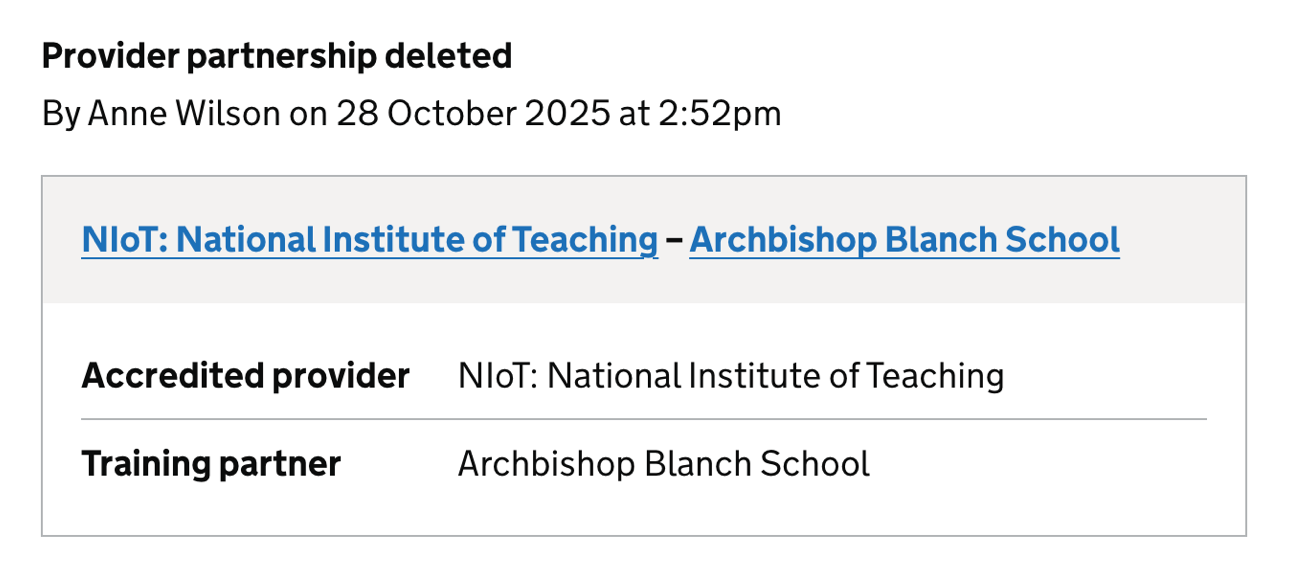 Provider partnership deleted
By Anne Wilson on 28 October 2025 at 2:52pm
NIoT: National Institute of Teaching – Archbishop Blanch School
Accredited provider NIoT: National Institute of Teaching
Training partner Archbishop Blanch School